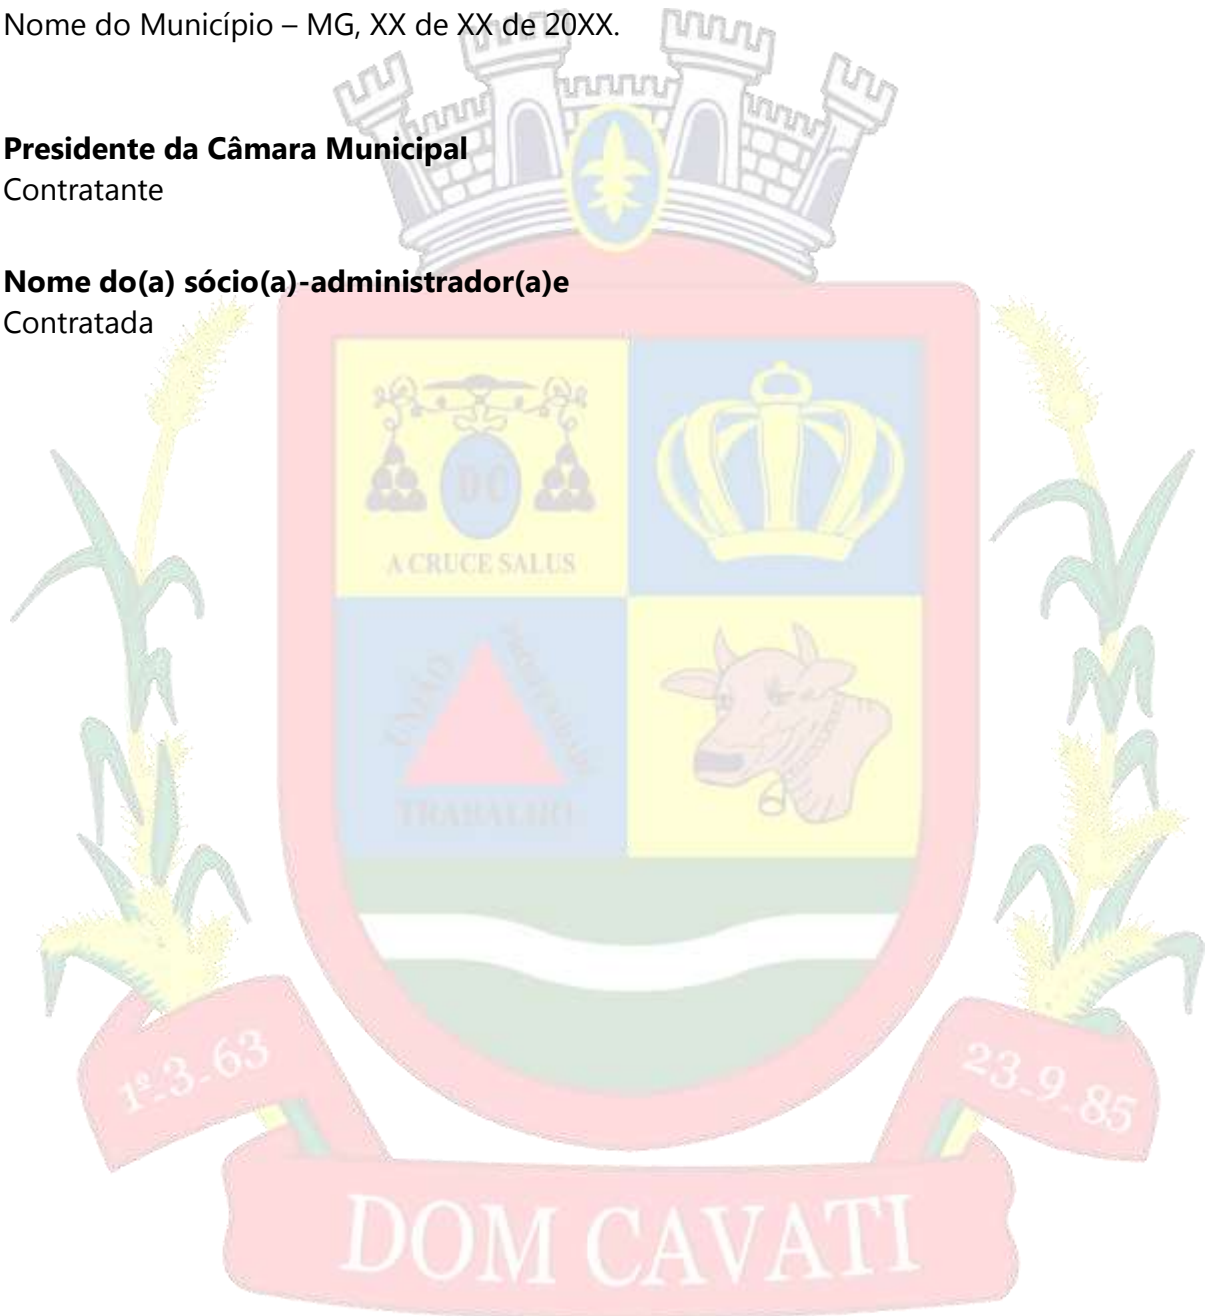 Nome do Município – MG, XX de XX de 20XX.
Presidente da Câmara Municipal
Contratante
Nome do(a) sócio(a)-administrador(a)e
Contratada
DC
A CRUCE SALUS
UNIÃO
TRABALHO
1º-3-63
23-9-85
DOM CAVATI